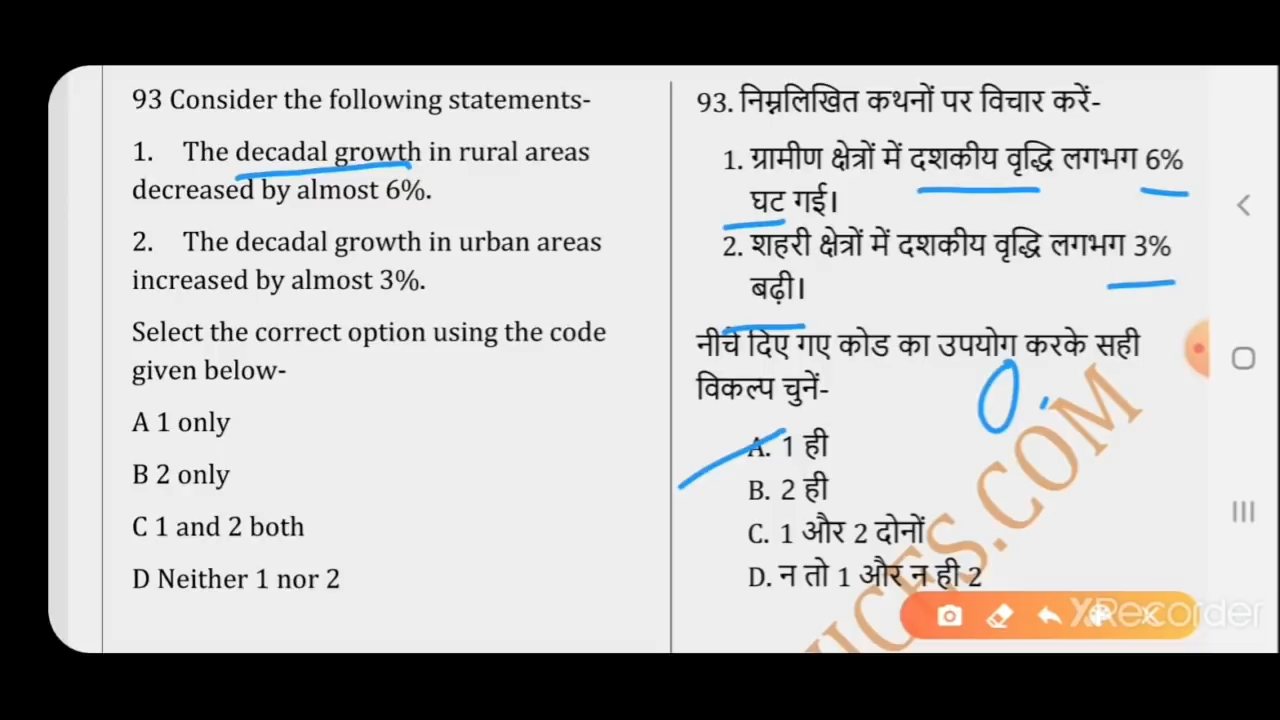 93 Consider the following statements-
1. The decadal growth in rural areas
decreased by almost 6%.
2. The decadal growth in urban areas
increased by almost 3%.
Select the correct option using the code
given below-
A 1 only
B 2 only
C 1 and 2 both
D Neither 1 nor 2
93. निम्नलिखित कथनों पर विचार करें-
1. ग्रामीण क्षेत्रों में दशकीय वृद्धि लगभग 6%
घट गई।
2. शहरी क्षेत्रों में दशकीय वृद्धि लगभग 3%
बढ़ी।
नीचे दिए गए कोड का उपयोग करके सही
विकल्प चुनें-
0.
A. 1 ही
B. 2 ही
C. 1 और 2 दोनों
D. न तो 1 और न ही 2
ICES.COM
XRecorder